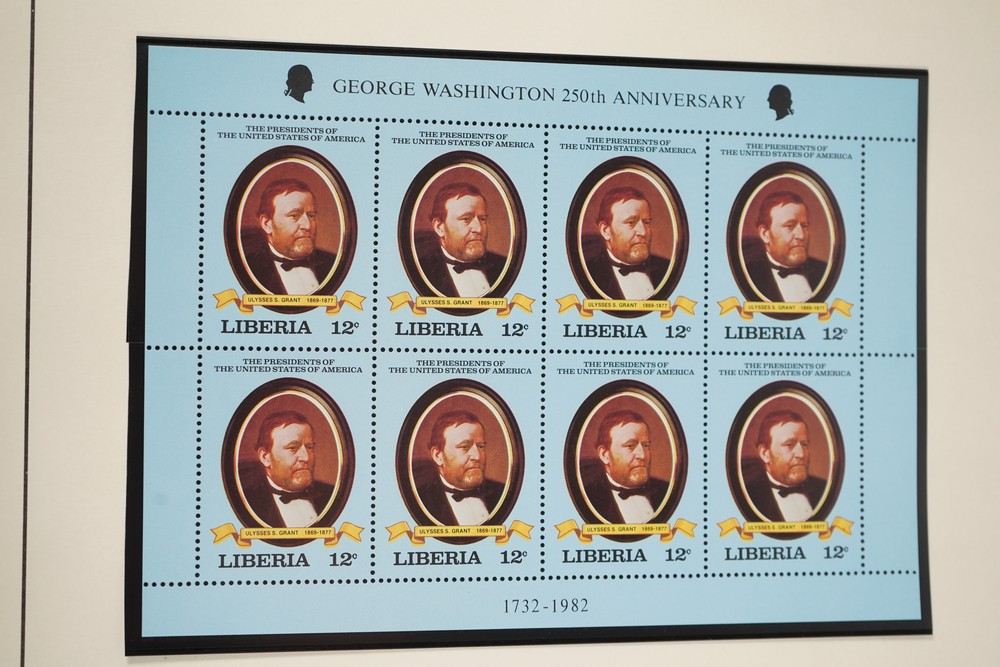 GEORGE WASHINGTON 250th ANNIVERSARY
THE PRESIDENTS OF
THE UNITED STATES OF AMERICA
ULYSSES S. GRANT 1869-1877
LIBERIA 12c
THE PRESIDENTS OF
THE UNITED STATES OF AMERICA
ULYSSES S. GRANT 1869-1877
LIBERIA 12c
THE PRESIDENTS OF
THE UNITED STATES OF AMERICA
ULYSSES S. GRANT 1869-1877
LIBERIA 12c
THE PRESIDENTS OF
THE UNITED STATES OF AMERICA
ULYSSES S. GRANT 1869-1877
LIBERIA 12c
THE PRESIDENTS OF
THE UNITED STATES OF AMERICA
ULYSSES S. GRANT 1869-1877
LIBERIA 12c
THE PRESIDENTS OF
THE UNITED STATES OF AMERICA
ULYSSES S. GRANT 1869-1877
LIBERIA 12c
THE PRESIDENTS OF
THE UNITED STATES OF AMERICA
ULYSSES S. GRANT 1869-1877
LIBERIA 12c
THE PRESIDENTS OF
THE UNITED STATES OF AMERICA
ULYSSES S. GRANT 1869-1877
LIBERIA 12c
1732-1982